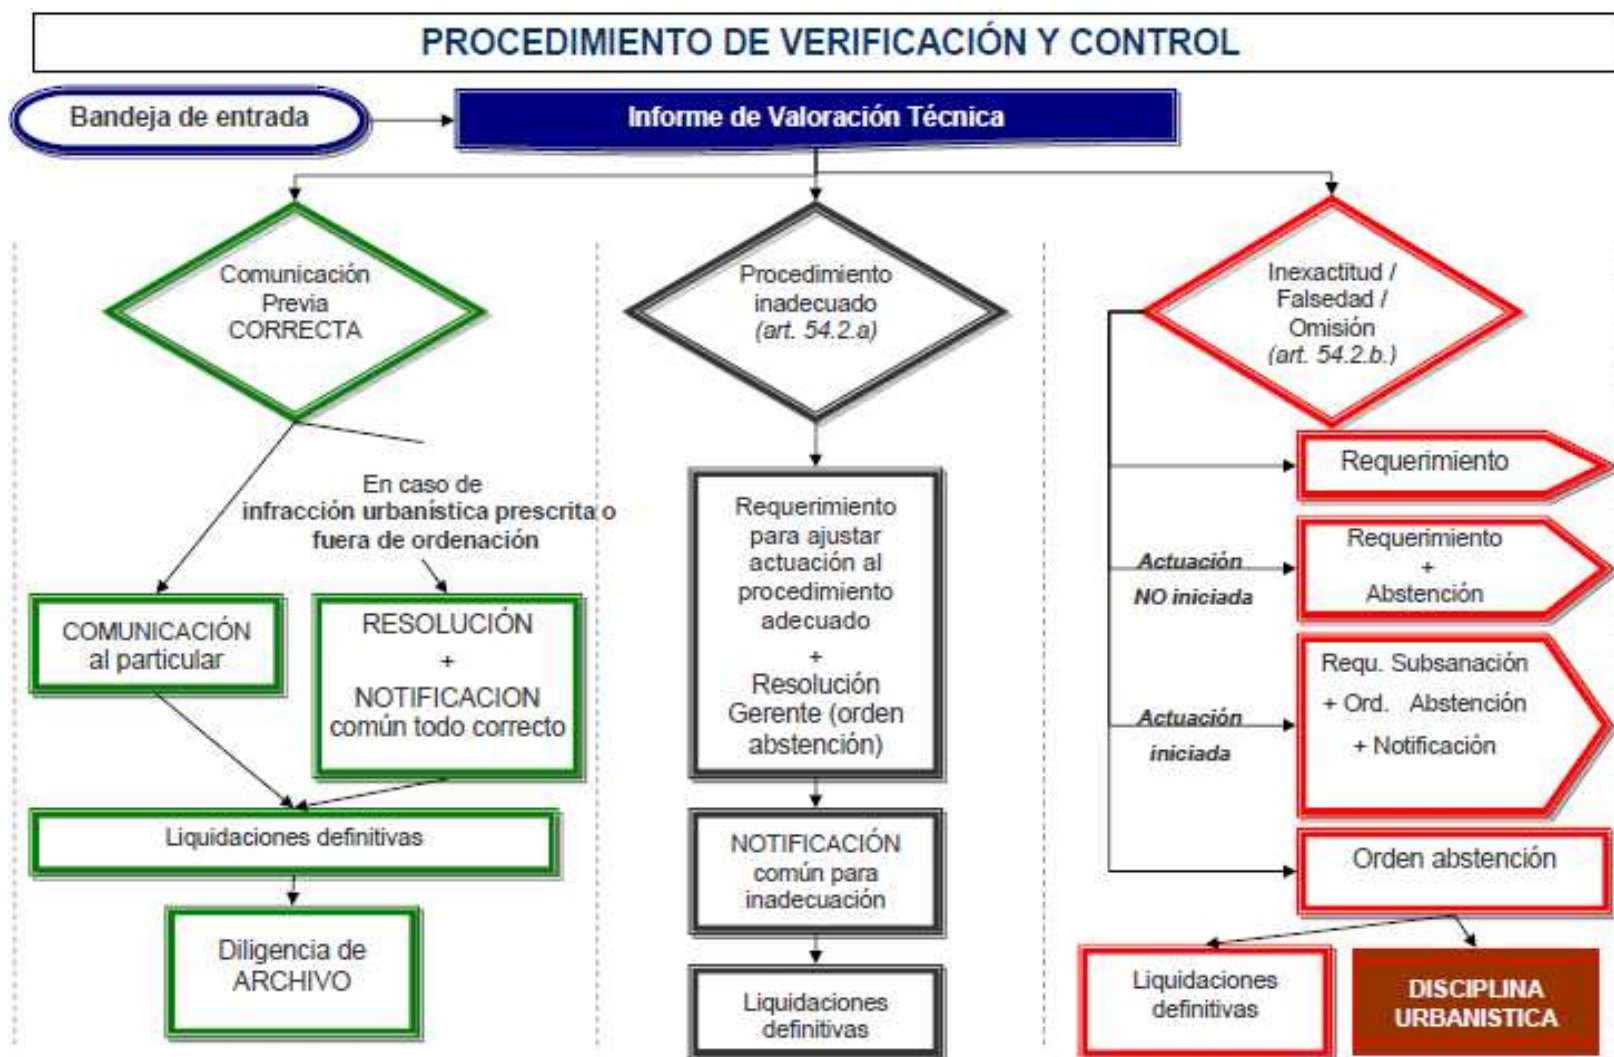 PROCEDIMIENTO DE VERIFICACIÓN Y CONTROL
Bandeja de entrada
Informe de Valoración Técnica
Comunicación
Previa
CORRECTA
En caso de
infracción urbanística prescrita o
fuera de ordenación
COMUNICACIÓN
al particular
RESOLUCIÓN
+
NOTIFICACION
común todo correcto
Liquidaciones definitivas
Diligencia de
ARCHIVO
Procedimiento
inadecuado
(art. 54.2.a)
Requerimiento
para ajustar
actuación al
procedimiento
adecuado
+
Resolución
Gerente (orden
abstención)
NOTIFICACIÓN
común para
inadecuación
Liquidaciones
definitivas
Inexactitud /
Falsedad /
Omisión
(art. 54.2.b.)
Requerimiento
Actuación
NO iniciada
Requerimiento
+
Abstención
Actuación
iniciada
Requ. Subsanación
+ Ord. Abstención
+ Notificación
Orden abstención
Liquidaciones
definitivas
DISCIPLINA
URBANISTICA